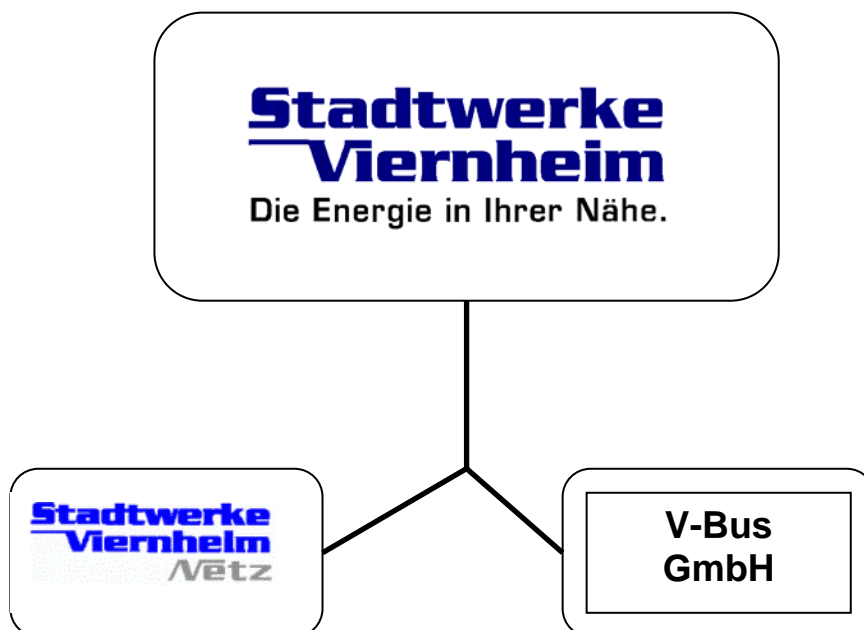 Stadtwerke
Viernheim
Die Energie in Ihrer Nähe.
Stadtwerke
Viernheim
Netz
V-Bus
GmbH